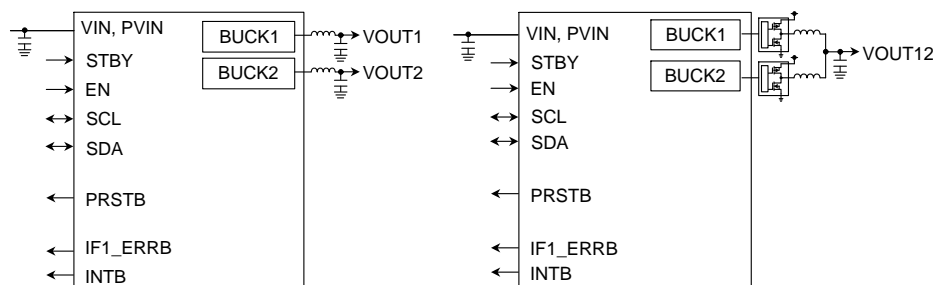 VIN, PVIN
BUCK1
VOUT1
STBY
BUCK2
VOUT2
EN
SCL
SDA
PRSTB
IF1_ERRB
INTB
VIN, PVIN
BUCK1
VOUT12
STBY
BUCK2
EN
SCL
SDA
PRSTB
IF1_ERRB
INTB